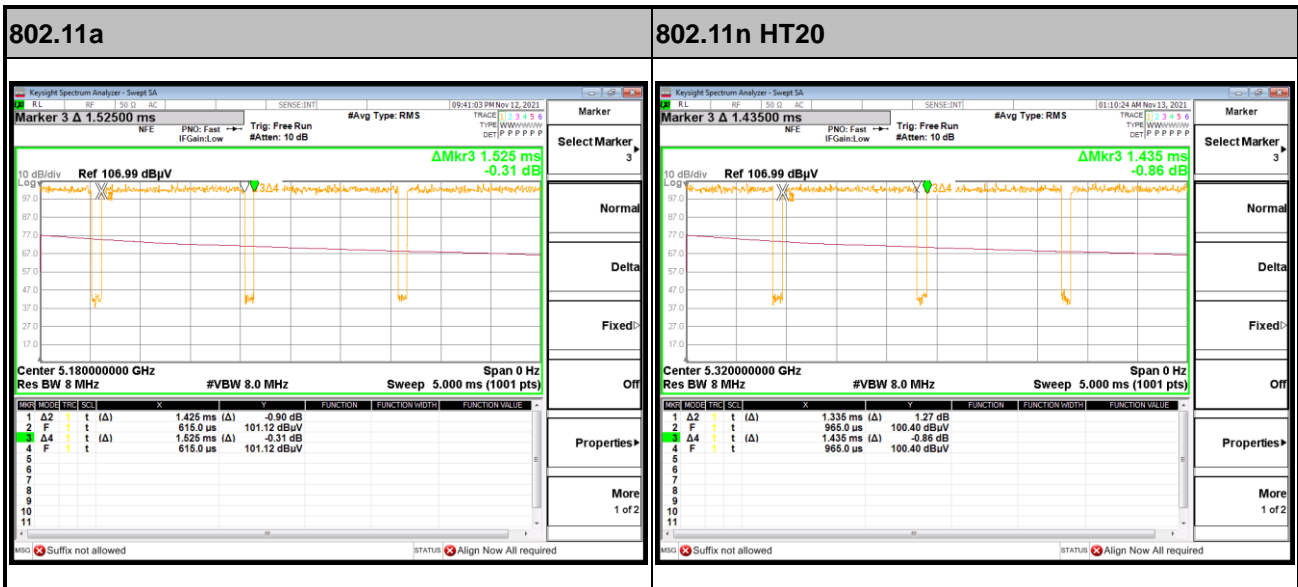 802.11a
802.11n HT20
Keysight Spectrum Analyzer - Swept SA
RL RF 50 Ω AC SENSE:INT 09:41:03 PM Nov 12, 2021
Marker 3 Δ 1.52500 ms
NFE
PNO: Fast
IFGain:Low
Trig: Free Run
#Atten: 10 dB
#Avg Type: RMS
TRACE 1 2 3 4 5 6
TYPE
DET P P P P P P
ΔMkr3 1.525 ms
-0.31 dB
10 dB/div Ref 106.99 dBµV
Log
97.0
87.0
77.0
67.0
57.0
47.0
37.0
27.0
17.0
3Δ4
Center 5.180000000 GHz Span 0 Hz
Res BW 8 MHz #VBW 8.0 MHz Sweep 5.000 ms (1001 pts)
MKR MODE TRC SCL X Y FUNCTION FUNCTION WIDTH FUNCTION VALUE
1 Δ2 1 t (Δ) 1.425 ms (Δ) -0.90 dB
2 F 1 t 615.0 µs 101.12 dBµV
3 Δ4 1 t (Δ) 1.525 ms (Δ) -0.31 dB
4 F 1 t 615.0 µs 101.12 dBµV
5
6
7
8
9
10
11
MSG Suffix not allowed STATUS Align Now All required
Marker
Select Marker
3
Normal
Delta
Fixed
Off
Properties
More
1 of 2
Keysight Spectrum Analyzer - Swept SA
RL RF 50 Ω AC SENSE:INT 01:10:24 AM Nov 13, 2021
Marker 3 Δ 1.43500 ms
NFE
PNO: Fast
IFGain:Low
Trig: Free Run
#Atten: 10 dB
#Avg Type: RMS
TRACE 1 2 3 4 5 6
TYPE
DET P P P P P P
ΔMkr3 1.435 ms
-0.86 dB
10 dB/div Ref 106.99 dBµV
Log
97.0
87.0
77.0
67.0
57.0
47.0
37.0
27.0
17.0
3Δ4
Center 5.320000000 GHz Span 0 Hz
Res BW 8 MHz #VBW 8.0 MHz Sweep 5.000 ms (1001 pts)
MKR MODE TRC SCL X Y FUNCTION FUNCTION WIDTH FUNCTION VALUE
1 Δ2 1 t (Δ) 1.335 ms (Δ) 1.27 dB
2 F 1 t 965.0 µs 100.40 dBµV
3 Δ4 1 t (Δ) 1.435 ms (Δ) -0.86 dB
4 F 1 t 965.0 µs 100.40 dBµV
5
6
7
8
9
10
11
MSG Suffix not allowed STATUS Align Now All required
Marker
Select Marker
3
Normal
Delta
Fixed
Off
Properties
More
1 of 2